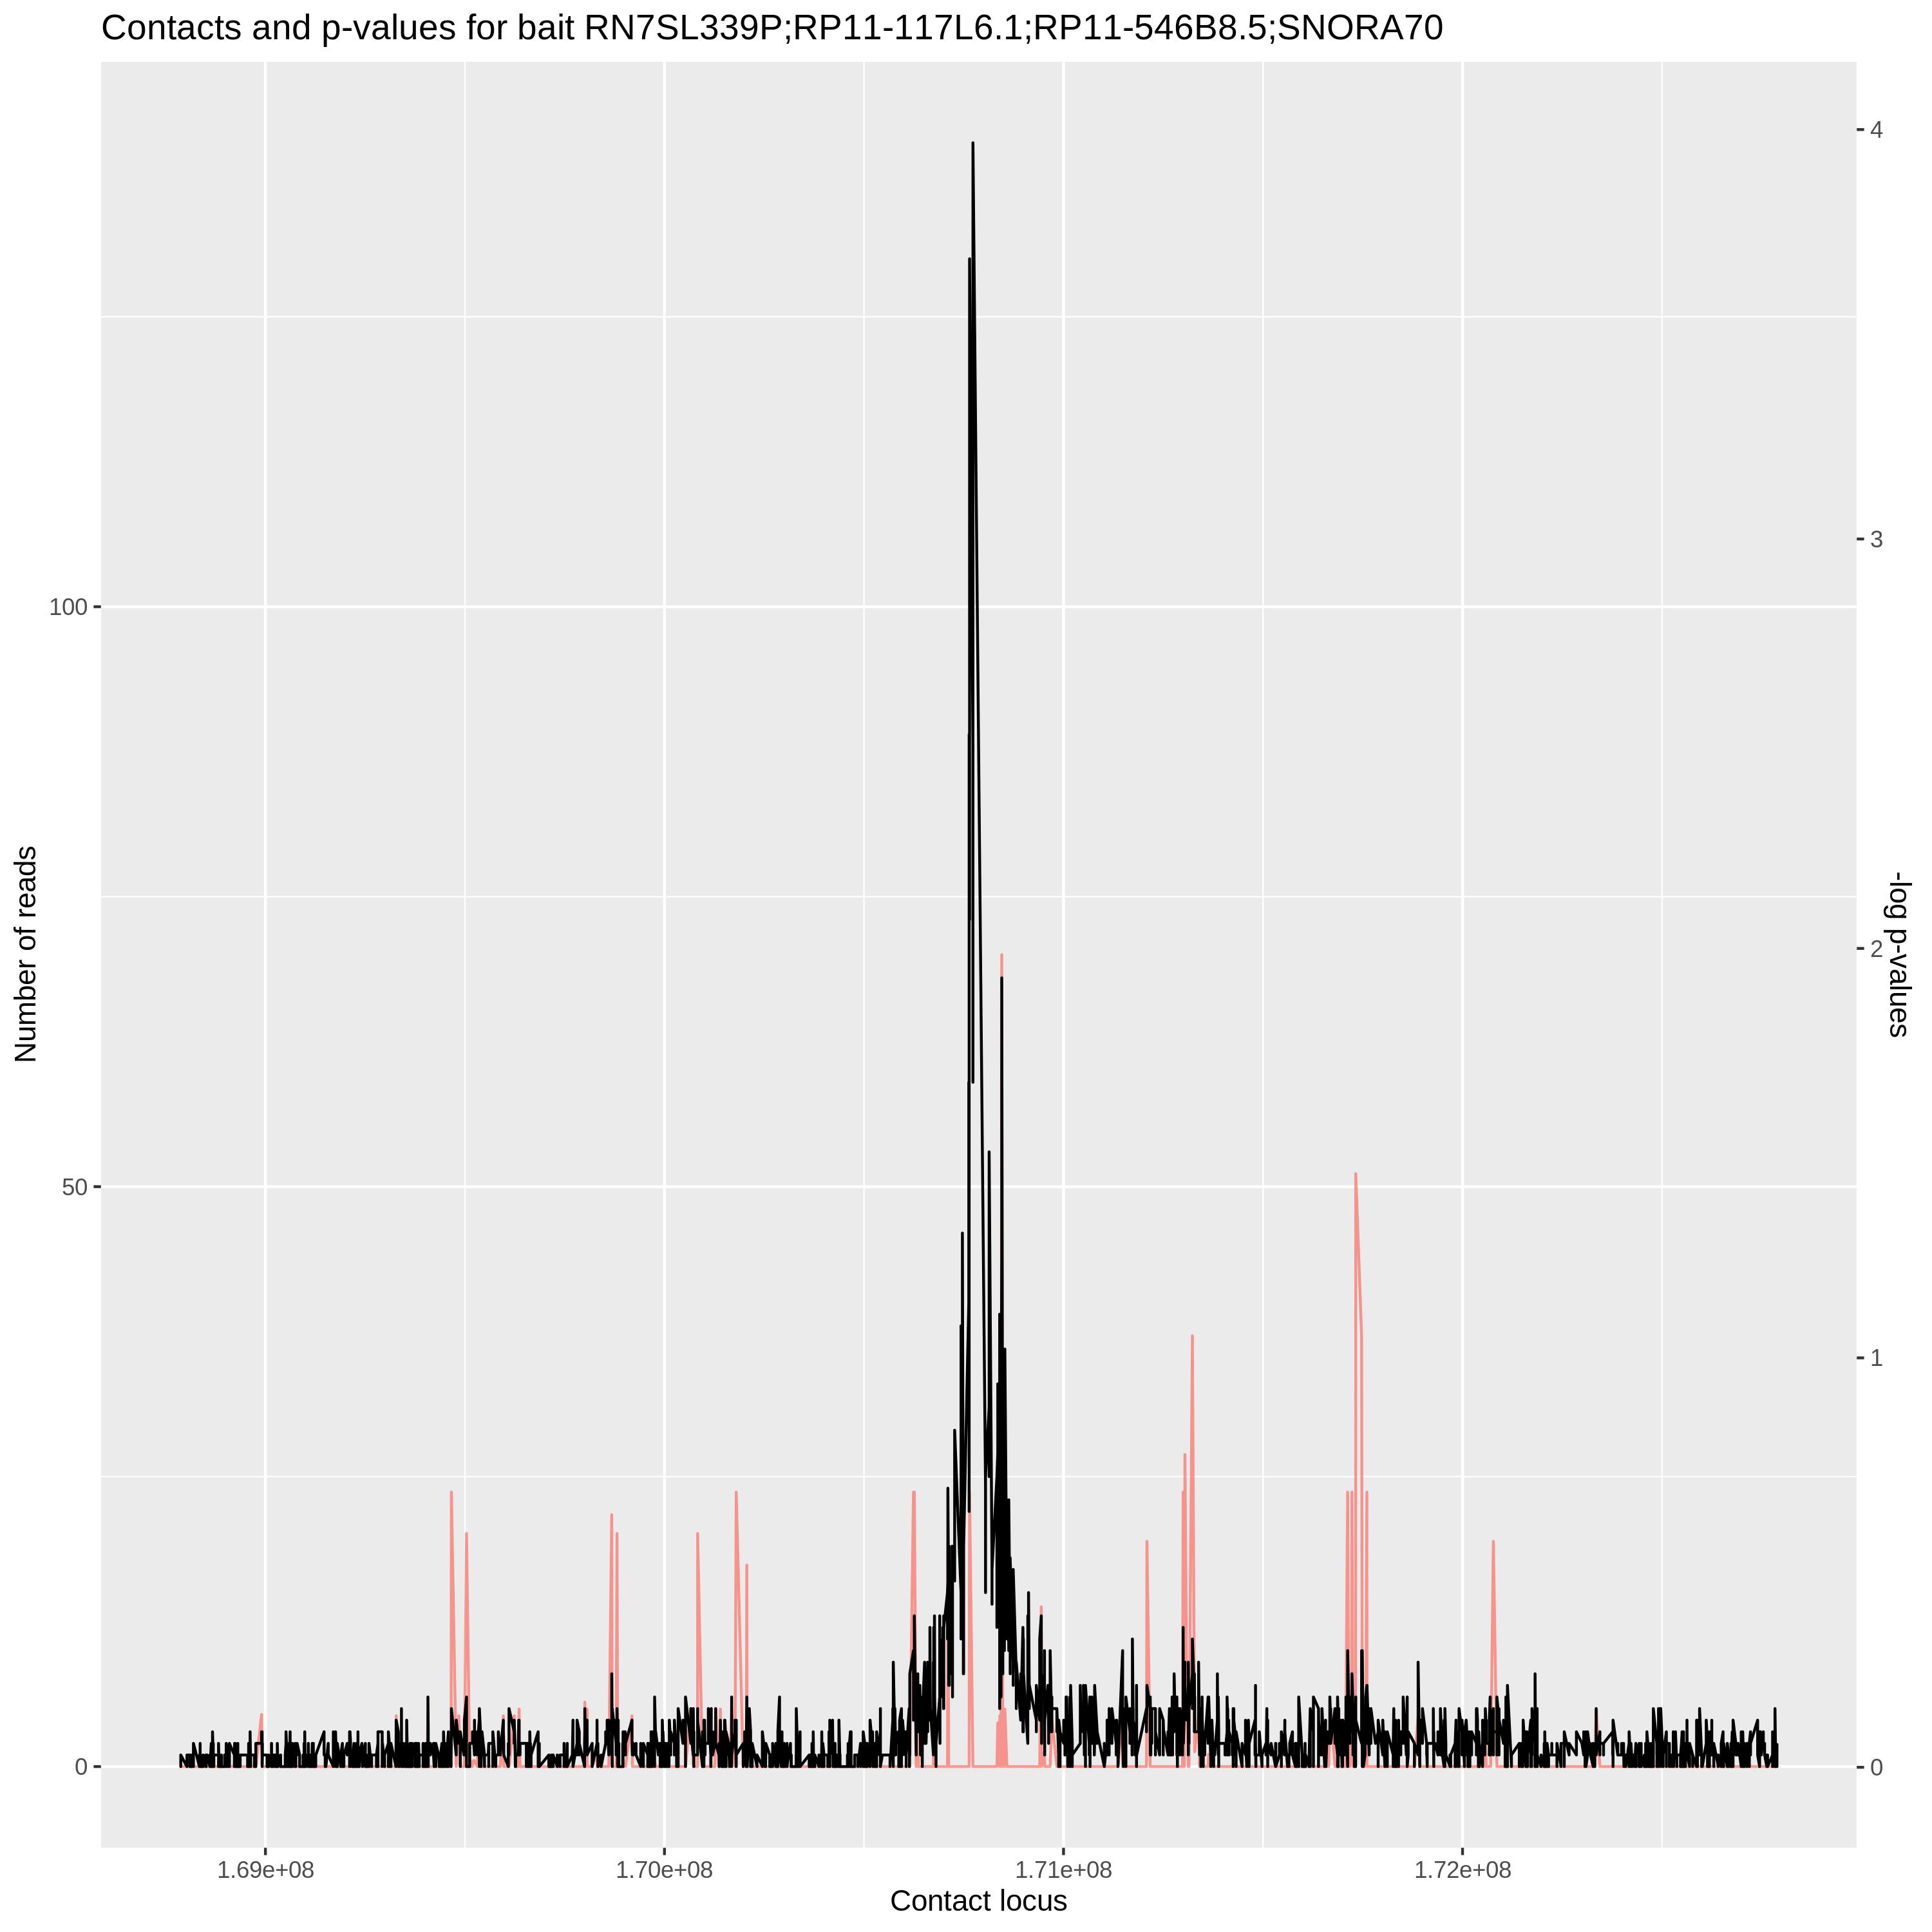 Contacts and p-values for bait RN7SL339P;RP11-117L6.1;RP11-546B8.5;SNORA70
Number of reads
100
50
0
4
3
2
1
0
-log p-values
1.69e+08 1.70e+08 1.71e+08 1.72e+08
Contact locus